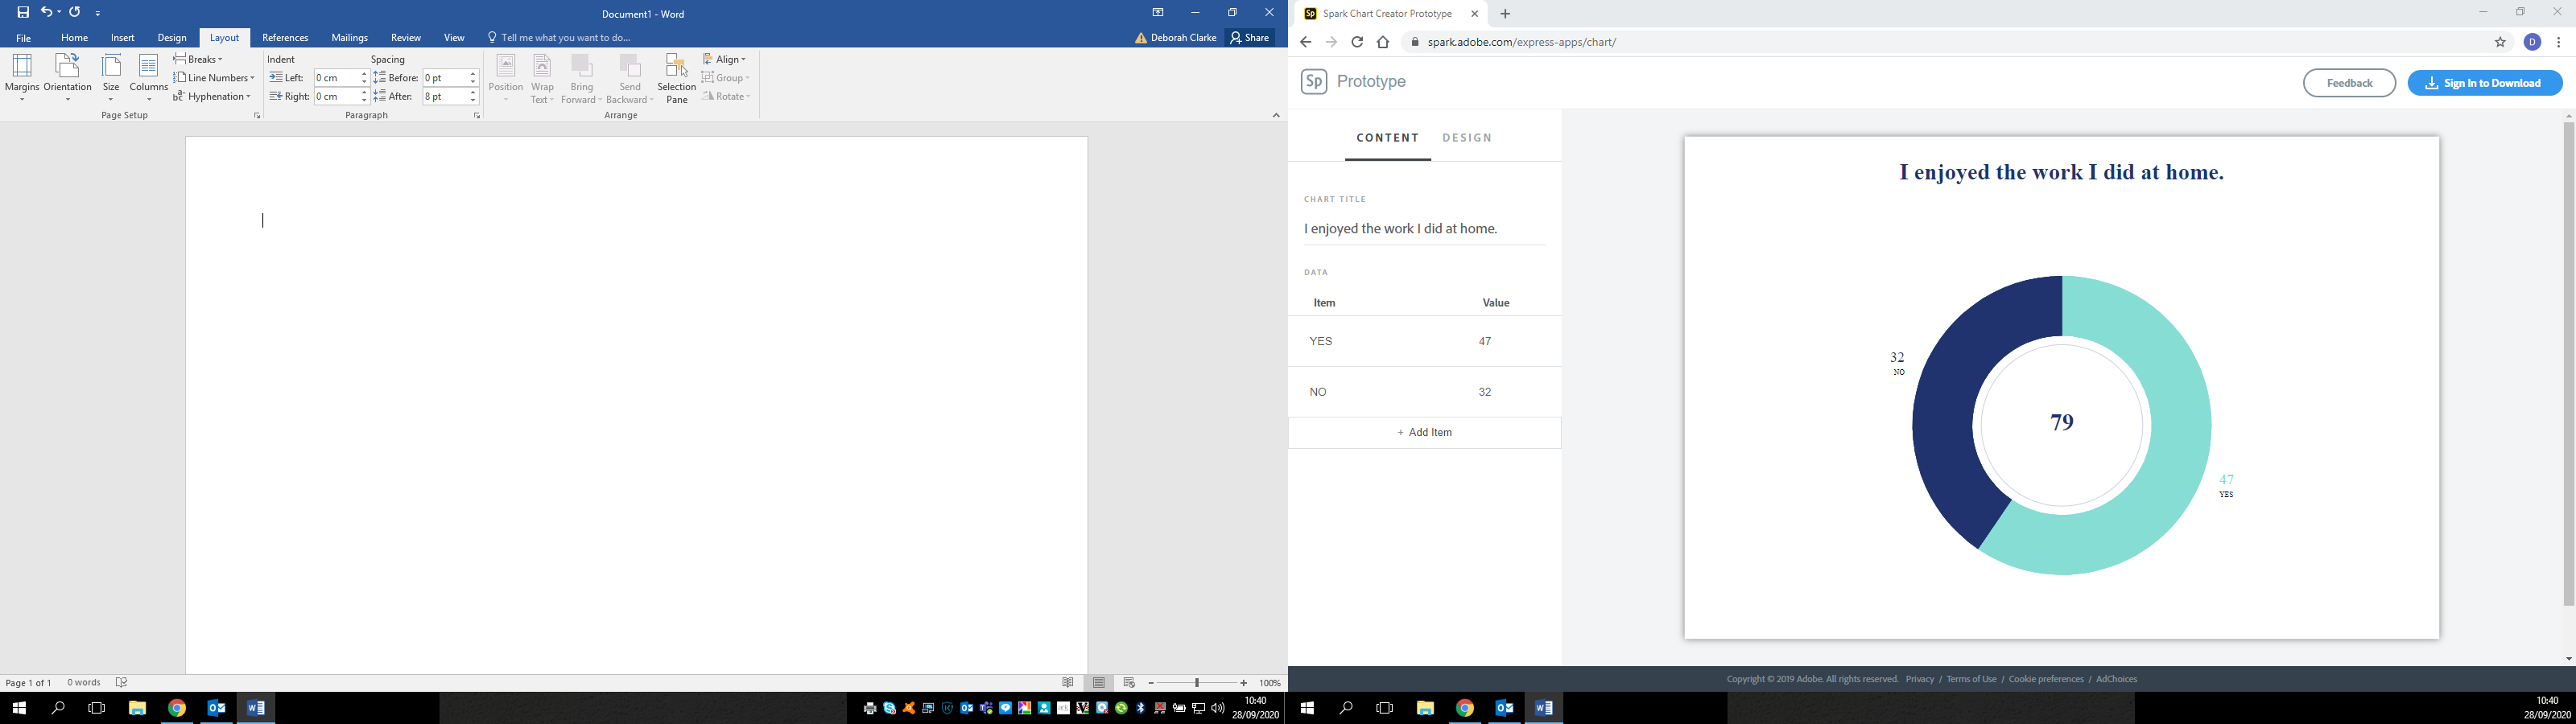 Document1 - Word
File Home Insert Design Layout References Mailings Review View Tell me what you want to do... Deborah Clarke Share
Margins Orientation Size Columns
Breaks
Line Numbers
Hyphenation
Page Setup
Indent Spacing
Left: 0 cm Before: 0 pt
Right: 0 cm After: 8 pt
Paragraph
Position Wrap Text Bring Forward Send Backward Selection Pane
Align
Group
Rotate
Arrange
Page 1 of 1 0 words 100%
10:40
28/09/2020
Spark Chart Creator Prototype
spark.adobe.com/express-apps/chart/
D
Sp Prototype
Feedback Sign In to Download
CONTENT DESIGN
CHART TITLE
I enjoyed the work I did at home.
DATA
Item Value
YES 47
NO 32
+ Add Item
I enjoyed the work I did at home.
32
NO
79
47
YES
Copyright © 2019 Adobe. All rights reserved. Privacy / Terms of Use / Cookie preferences / AdChoices
10:40
28/09/2020